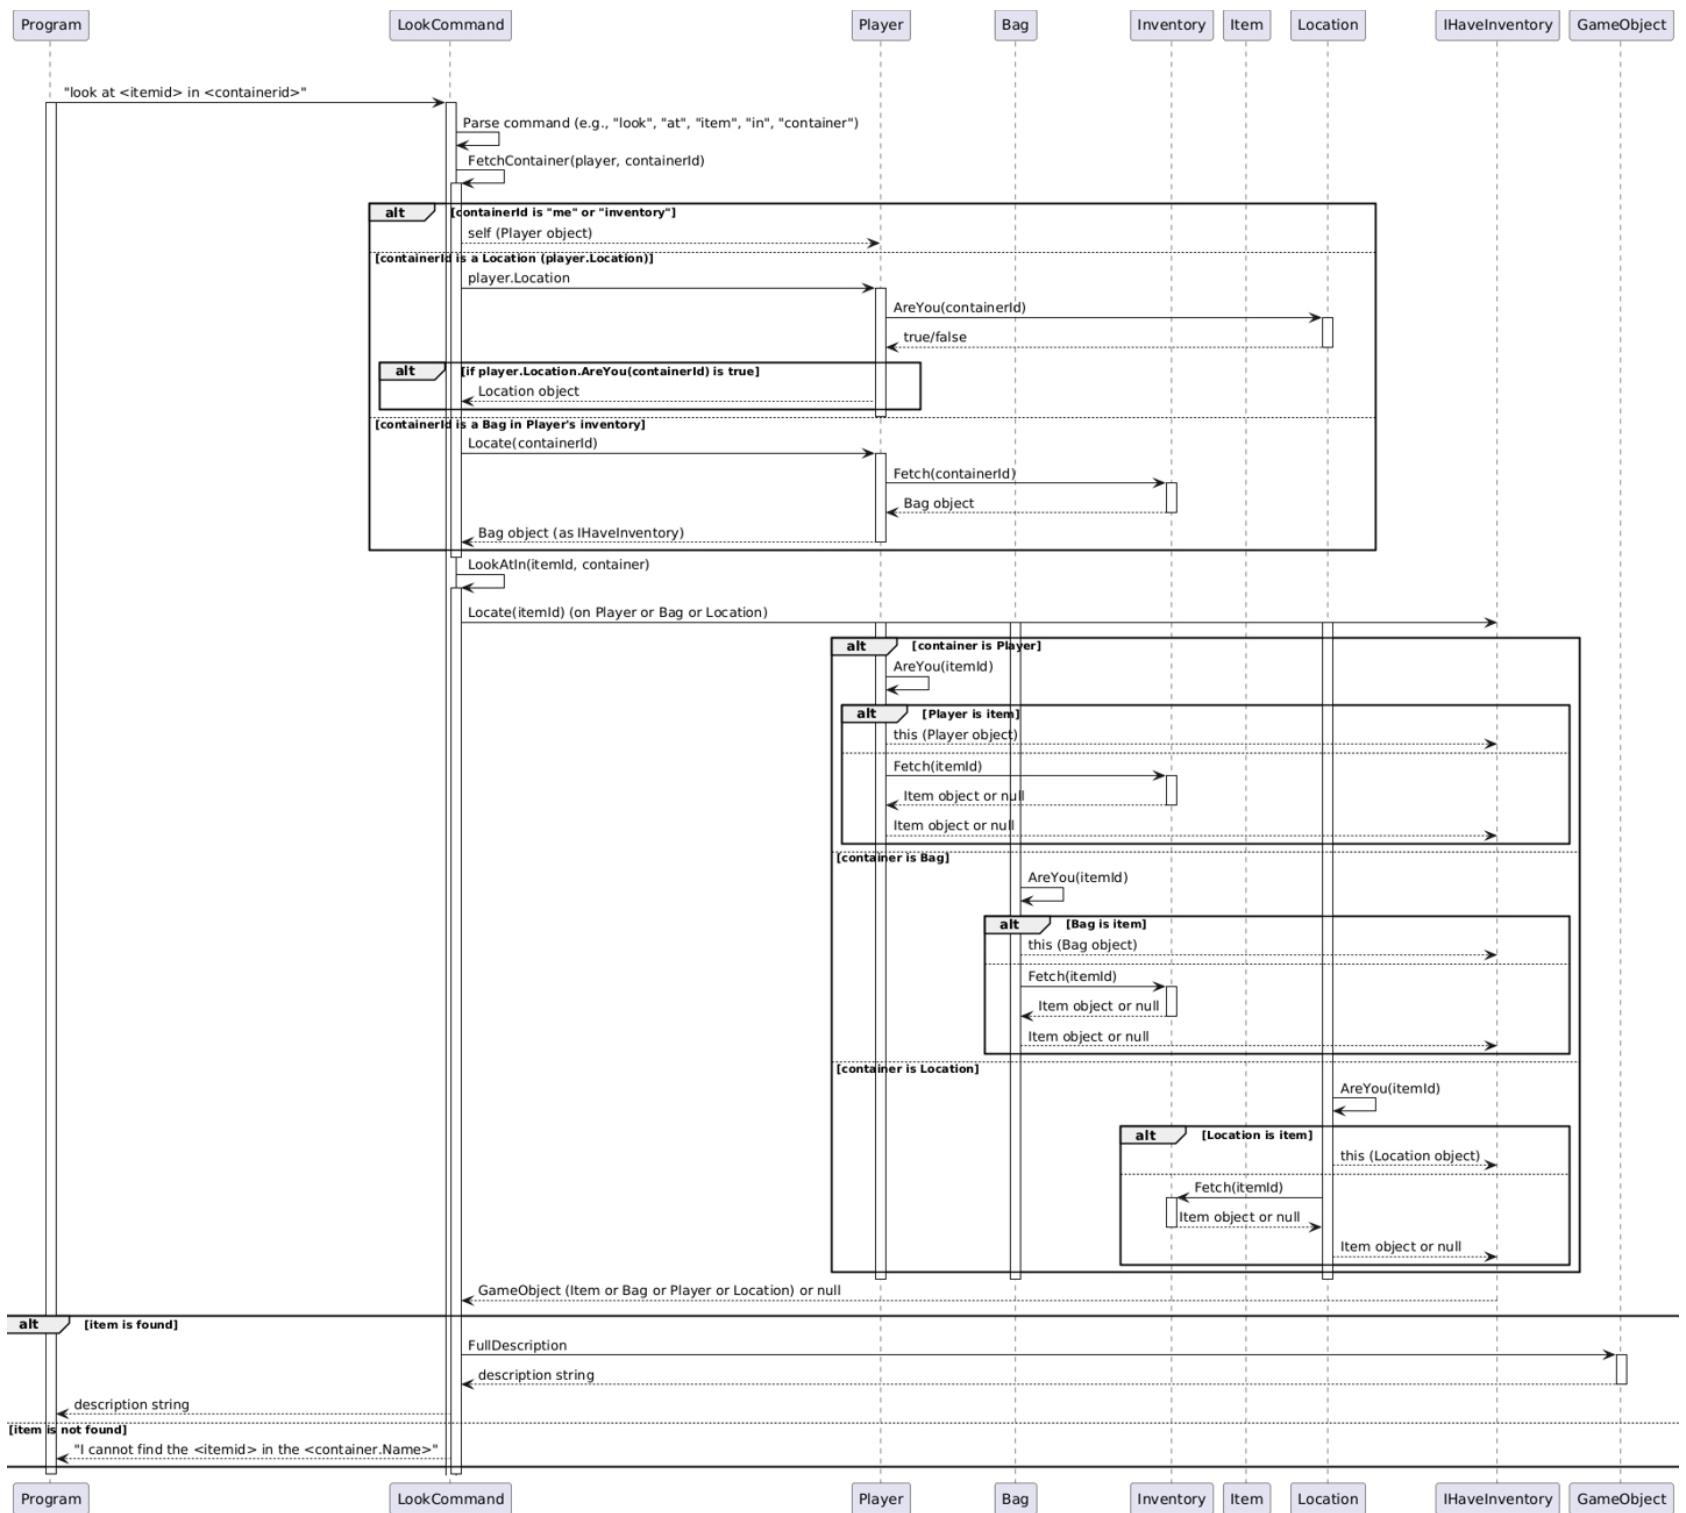 Program LookCommand Player Bag Inventory Item Location IHaveInventory GameObject
"look at <itemid> in <containerid>"
Parse command (e.g., "look", "at", "item", "in", "container")
FetchContainer(player, containerId)
alt [containerId is "me" or "inventory"]
self (Player object)
[containerId is a Location (player.Location)]
player.Location
AreYou(containerId)
true/false
alt [if player.Location.AreYou(containerId) is true]
Location object
[containerId is a Bag in Player's inventory]
Locate(containerId)
Fetch(containerId)
Bag object
Bag object (as IHaveInventory)
LookAtIn(itemId, container)
Locate(itemId) (on Player or Bag or Location)
alt [container is Player]
AreYou(itemId)
alt [Player is item]
this (Player object)
Fetch(itemId)
Item object or null
Item object or null
[container is Bag]
AreYou(itemId)
alt [Bag is item]
this (Bag object)
Fetch(itemId)
Item object or null
Item object or null
[container is Location]
AreYou(itemId)
alt [Location is item]
this (Location object)
Fetch(itemId)
Item object or null
Item object or null
GameObject (Item or Bag or Player or Location) or null
alt [item is found]
FullDescription
description string
description string
[item is not found]
"I cannot find the <itemid> in the <container.Name>"
Program LookCommand Player Bag Inventory Item Location IHaveInventory GameObject